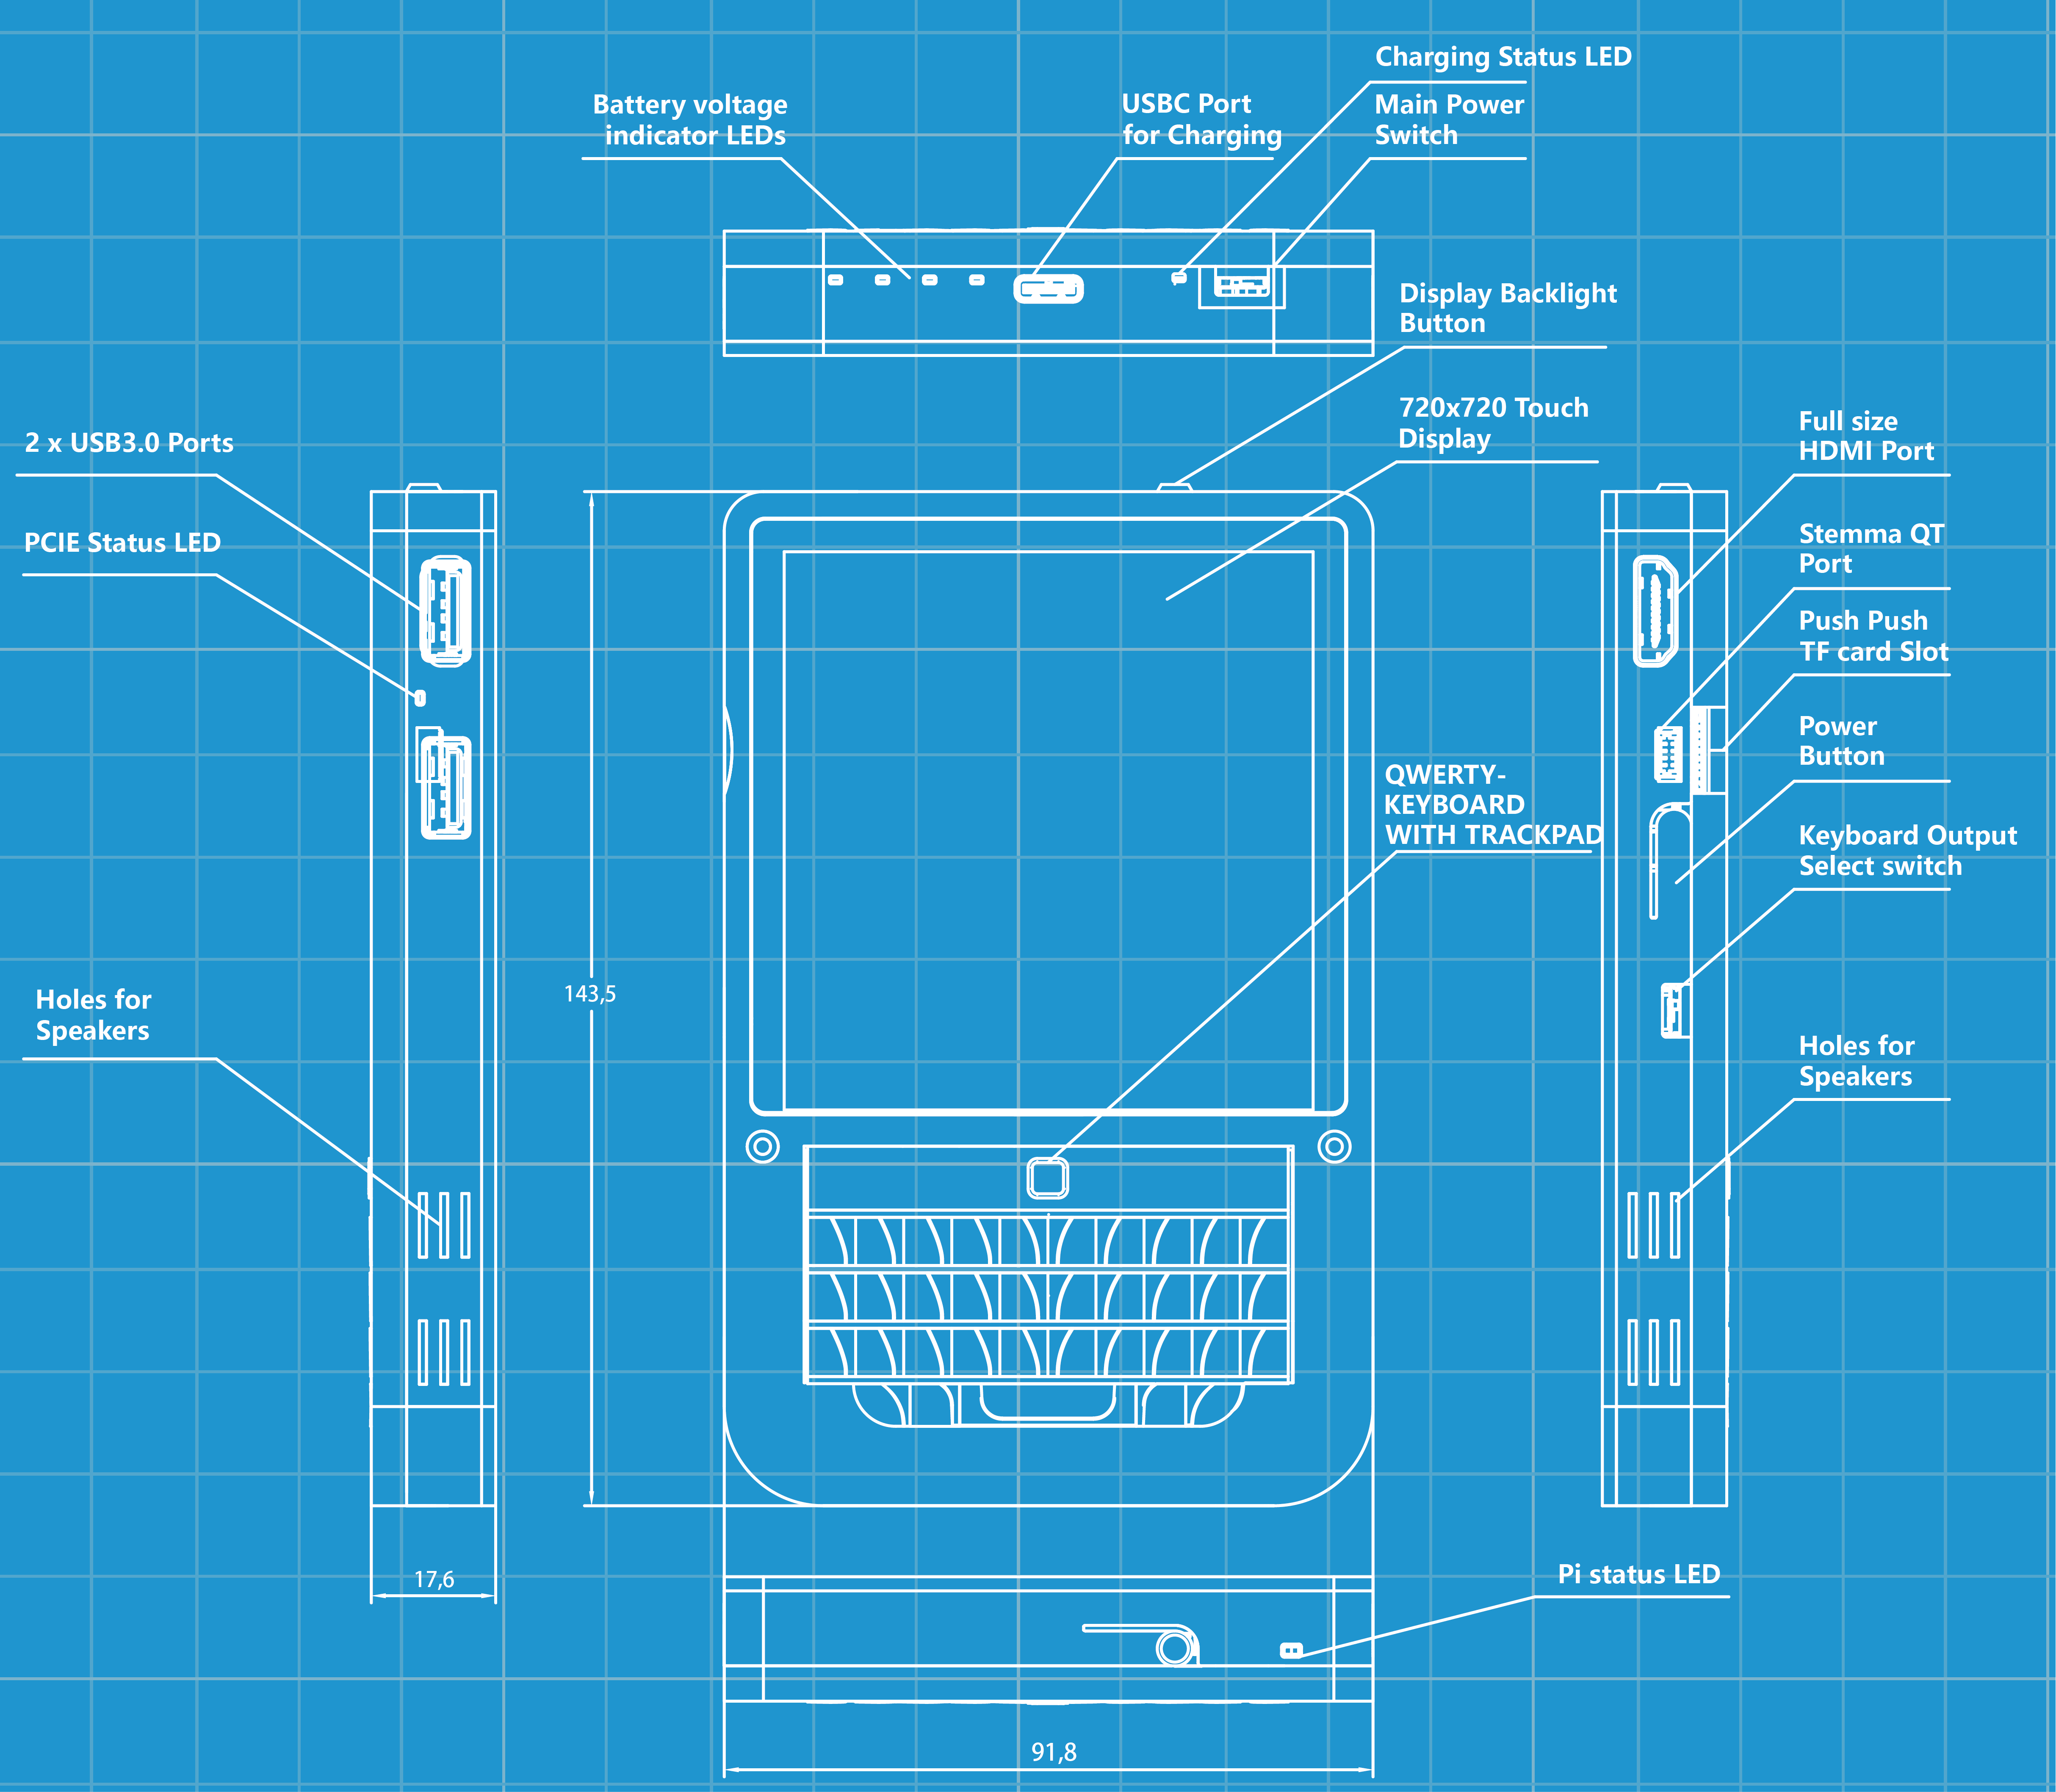 Charging Status LED
Battery voltage
indicator LEDs
USBC Port
for Charging
Main Power
Switch
Display Backlight
Button
720x720 Touch
Display
2 x USB3.0 Ports
PCIE Status LED
Full size
HDMI Port
Stemma QT
Port
Push Push
TF card Slot
Power
Button
QWERTY-
KEYBOARD
WITH TRACKPAD
Keyboard Output
Select switch
143,5
Holes for
Speakers
Holes for
Speakers
17,6
Pi status LED
91,8